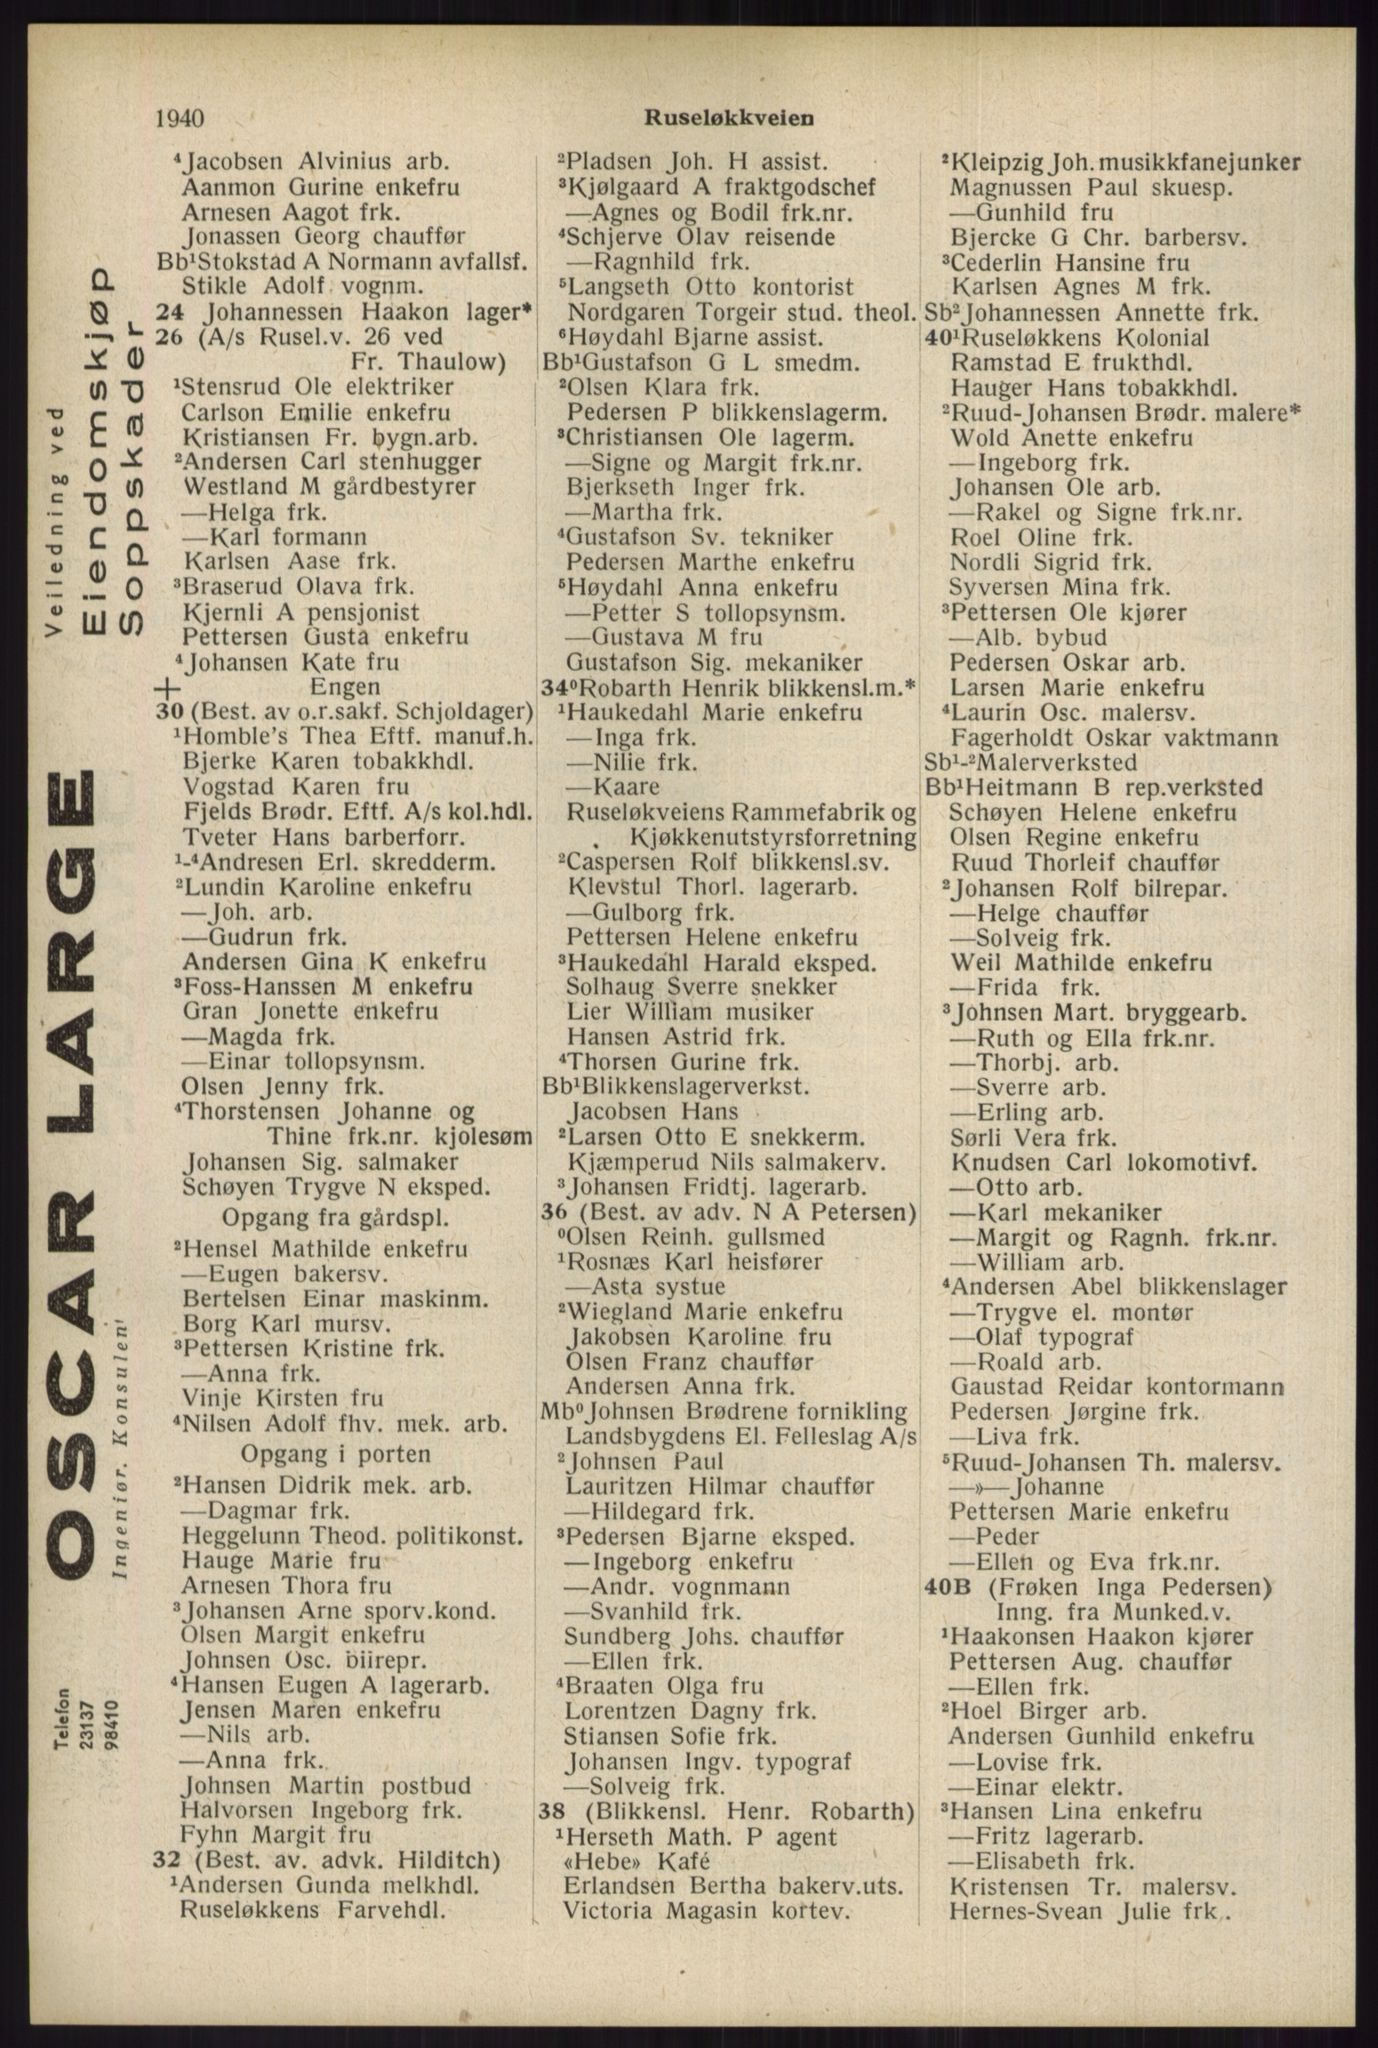 1940
Ruseløkkveien
⁴Jacobsen Alvinius arb.
Aanmon Gurine enkefru
Arnesen Aagot frk.
Jonassen Georg chauffør
Bb¹Stokstad A Normann avfallsf.
Stikle Adolf vognm.
24 Johannessen Haakon lager*
26 (A/s Rusel.v. 26 ved
Fr. Thaulow)
¹Stensrud Ole elektriker
Carlson Emilie enkefru
Kristiansen Fr. bygn.arb.
²Andersen Carl stenhugger
Westland M gårdbestyrer
—Helga frk.
—Karl formann
Karlsen Aase frk.
³Braserud Olava frk.
Kjernli A pensjonist
Pettersen Gusta enkefru
⁴Johansen Kate fru
+ Engen
30 (Best. av o.r.sakf. Schjoldager)
¹Homble's Thea Eftf. manuf.h.
Bjerke Karen tobakkhdl.
Vogstad Karen fru
Fjelds Brødr. Eftf. A/s kol.hdl.
Tveter Hans barberforr.
¹-⁴Andresen Erl. skredderm.
²Lundin Karoline enkefru
—Joh. arb.
—Gudrun frk.
Andersen Gina K enkefru
³Foss-Hanssen M enkefru
Gran Jonette enkefru
—Magda frk.
—Einar tollopsynsm.
Olsen Jenny frk.
⁴Thorstensen Johanne og
Thine frk.nr. kjolesøm
Johansen Sig. salmaker
Schøyen Trygve N eksped.
Opgang fra gårdspl.
²Hensel Mathilde enkefru
—Eugen bakersv.
Bertelsen Einar maskinm.
Borg Karl mursv.
³Pettersen Kristine frk.
—Anna frk.
Vinje Kirsten fru
⁴Nilsen Adolf fhv. mek. arb.
Opgang i porten
²Hansen Didrik mek. arb.
—Dagmar frk.
Heggelunn Theod. politikonst.
Hauge Marie fru
Arnesen Thora fru
³Johansen Arne sporv.kond.
Olsen Margit enkefru
Johnsen Osc. biirepr.
⁴Hansen Eugen A lagerarb.
Jensen Maren enkefru
—Nils arb.
—Anna frk.
Johnsen Martin postbud
Halvorsen Ingeborg frk.
Fyhn Margit fru
32 (Best. av. advk. Hilditch)
¹Andersen Gunda melkhdl.
Ruseløkkens Farvehdl.
²Pladsen Joh. H assist.
³Kjølgaard A fraktgodschef
—Agnes og Bodil frk.nr.
⁴Schjerve Olav reisende
—Ragnhild frk.
⁵Langseth Otto kontorist
Nordgaren Torgeir stud. theol.
⁶Høydahl Bjarne assist.
Bb¹Gustafson G L smedm.
²Olsen Klara frk.
Pedersen P blikkenslagerm.
³Christiansen Ole lagerm.
—Signe og Margit frk.nr.
Bjerkseth Inger frk.
—Martha frk.
⁴Gustafson Sv. tekniker
Pedersen Marthe enkefru
⁵Høydahl Anna enkefru
—Petter S tollopsynsm.
—Gustava M fru
Gustafson Sig. mekaniker
34⁰Robarth Henrik blikkensl.m.*
¹Haukedahl Marie enkefru
—Inga frk.
—Nilie frk.
—Kaare
Ruseløkveiens Rammefabrik og
Kjøkkenutstyrsforretning
²Caspersen Rolf blikkensl.sv.
Klevstul Thorl. lagerarb.
—Gulborg frk.
Pettersen Helene enkefru
³Haukedahl Harald eksped.
Solhaug Sverre snekker
Lier William musiker
Hansen Astrid frk.
⁴Thorsen Gurine frk.
Bb¹Blikkenslagerverkst.
Jacobsen Hans
²Larsen Otto E snekkerm.
Kjæmperud Nils salmakerv.
³Johansen Fridtj. lagerarb.
36 (Best. av adv. N A Petersen)
⁰Olsen Reinh. gullsmed
¹Rosnæs Karl heisfører
—Asta systue
²Wiegland Marie enkefru
Jakobsen Karoline fru
Olsen Franz chauffør
Andersen Anna frk.
Mb⁰Johnsen Brødrene fornikling
Landsbygdens El. Felleslag A/s
²Johnsen Paul
Lauritzen Hilmar chauffør
—Hildegard frk.
³Pedersen Bjarne eksped.
—Ingeborg enkefru
—Andr. vognmann
—Svanhild frk.
Sundberg Johs. chauffør
—Ellen frk.
⁴Braaten Olga fru
Lorentzen Dagny frk.
Stiansen Sofie frk.
Johansen Ingv. typograf
—Solveig frk.
38 (Blikkensl. Henr. Robarth)
¹Herseth Math. P agent
«Hebe» Kafé
Erlandsen Bertha bakerv.uts.
Victoria Magasin kortev.
²Kleipzig Joh. musikkfanejunker
Magnussen Paul skuesp.
—Gunhild fru
Bjercke G Chr. barbersv.
³Cederlin Hansine fru
Karlsen Agnes M frk.
Sb²Johannessen Annette frk.
40¹Ruseløkkens Kolonial
Ramstad E frukthdl.
Hauger Hans tobakkhdl.
²Ruud-Johansen Brødr. malere*
Wold Anette enkefru
—Ingeborg frk.
Johansen Ole arb.
—Rakel og Signe frk.nr.
Roel Oline frk.
Nordli Sigrid frk.
Syversen Mina frk.
³Pettersen Ole kjører
—Alb. bybud
Pedersen Oskar arb.
Larsen Marie enkefru
⁴Laurin Osc. malersv.
Fagerholdt Oskar vaktmann
Sb¹-²Malerverksted
Bb¹Heitmann B rep.verksted
Schøyen Helene enkefru
Olsen Regine enkefru
Ruud Thorleif chauffør
²Johansen Rolf bilrepar.
—Helge chauffør
—Solveig frk.
Weil Mathilde enkefru
—Frida frk.
³Johnsen Mart. bryggearb.
—Ruth og Ella frk.nr.
—Thorbj. arb.
—Sverre arb.
—Erling arb.
Sørli Vera frk.
Knudsen Carl lokomotivf.
—Otto arb.
—Karl mekaniker
—Margit og Ragnh. frk.nr.
—William arb.
⁴Andersen Abel blikkenslager
—Trygve el. montør
—Olaf typograf
—Roald arb.
Gaustad Reidar kontormann
Pedersen Jørgine frk.
—Liva frk.
⁵Ruud-Johansen Th. malersv.
—»—Johanne
Pettersen Marie enkefru
—Peder
—Ellen og Eva frk.nr.
40B (Frøken Inga Pedersen)
Inng. fra Munked.v.
¹Haakonsen Haakon kjører
Pettersen Aug. chauffør
—Ellen frk.
²Hoel Birger arb.
Andersen Gunhild enkefru
—Lovise frk.
—Einar elektr.
³Hansen Lina enkefru
—Fritz lagerarb.
—Elisabeth frk.
Kristensen Tr. malersv.
Hernes-Svean Julie frk.
Veiledning ved
Eiendomskjøp
Soppskader
OSCAR LARGE
Ingeniør. Konsulent
Telefon
23137
98410